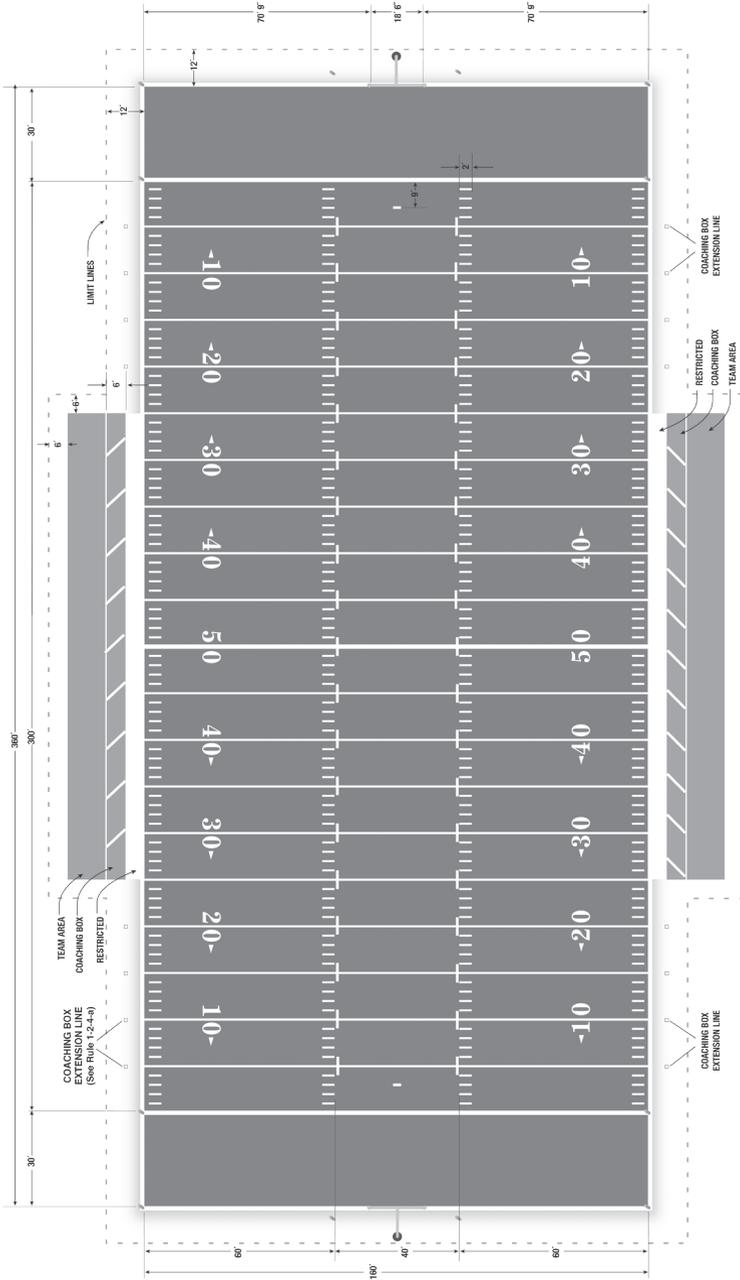 70´ 9˝
18´ 6˝
70´ 9˝
12´
12´
30´
2´
9´
LIMIT LINES
COACHING BOX
EXTENSION LINE
10
10
20
20
RESTRICTED
COACHING BOX
TEAM AREA
6´
6´
6´
30
30
40
40
50
50
360´
300´
40
40
30
30
TEAM AREA
COACHING BOX
RESTRICTED
20
20
10
10
COACHING BOX
EXTENSION LINE
(See Rule 1-2-4-a)
COACHING BOX
EXTENSION LINE
30´
60´
40´
60´
160´